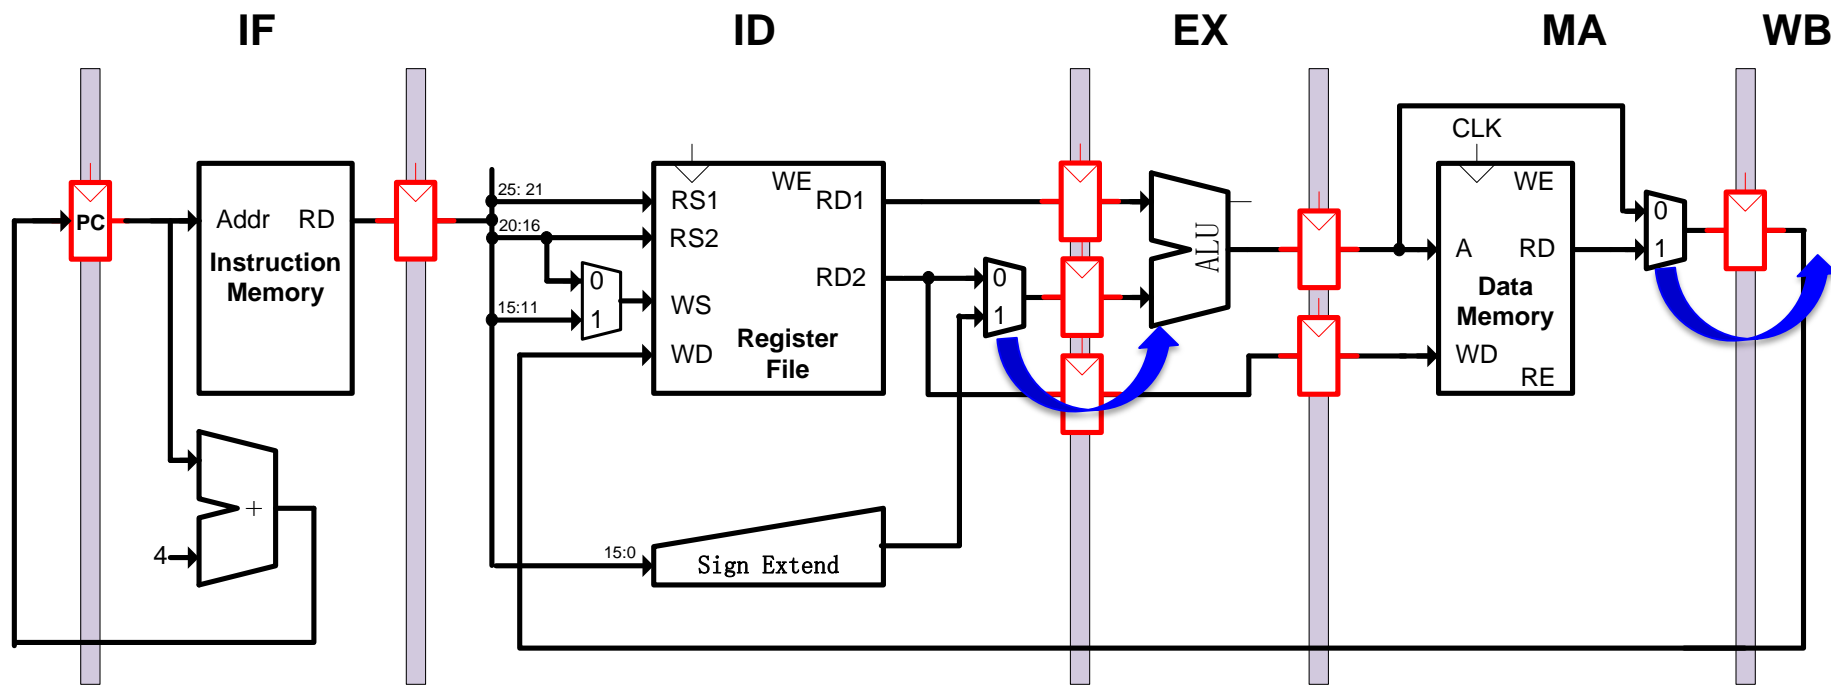 IF
ID
EX
MA
WB
PC
Addr
RD
Instruction
Memory
+
4
25: 21
20:16
15:11
15:0
0
1
RS1
RS2
WS
WD
WE
RD1
RD2
Register
File
Sign Extend
0
1
ALU
CLK
WE
A
RD
Data
Memory
WD
RE
0
1